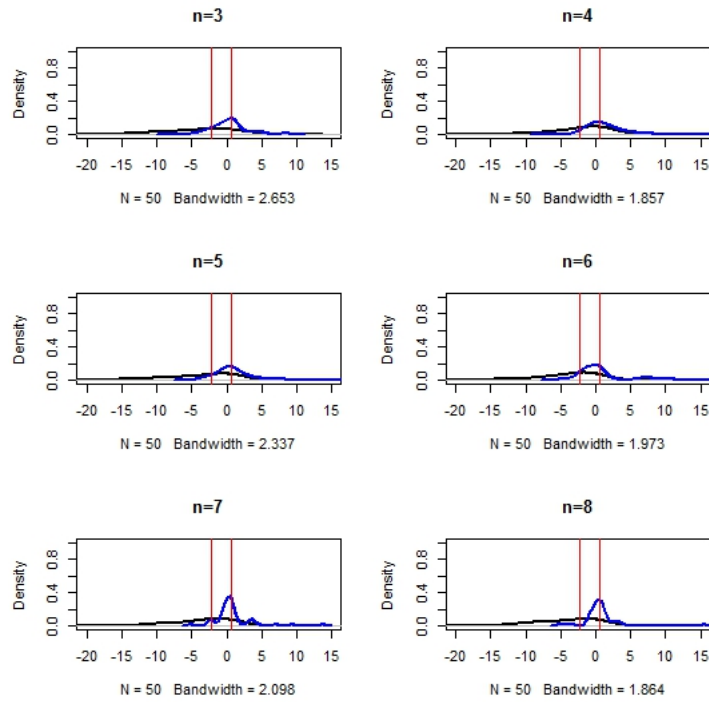 n=3
n=4
Density
0.0 0.4 0.8
-20 -15 -10 -5 0 5 10 15
N = 50 Bandwidth = 2.653
Density
0.0 0.4 0.8
-20 -15 -10 -5 0 5 10 15
N = 50 Bandwidth = 1.857
n=5
n=6
Density
0.0 0.4 0.8
-20 -15 -10 -5 0 5 10 15
N = 50 Bandwidth = 2.337
Density
0.0 0.4 0.8
-20 -15 -10 -5 0 5 10 15
N = 50 Bandwidth = 1.973
n=7
n=8
Density
0.0 0.4 0.8
-20 -15 -10 -5 0 5 10 15
N = 50 Bandwidth = 2.098
Density
0.0 0.4 0.8
-20 -15 -10 -5 0 5 10 15
N = 50 Bandwidth = 1.864